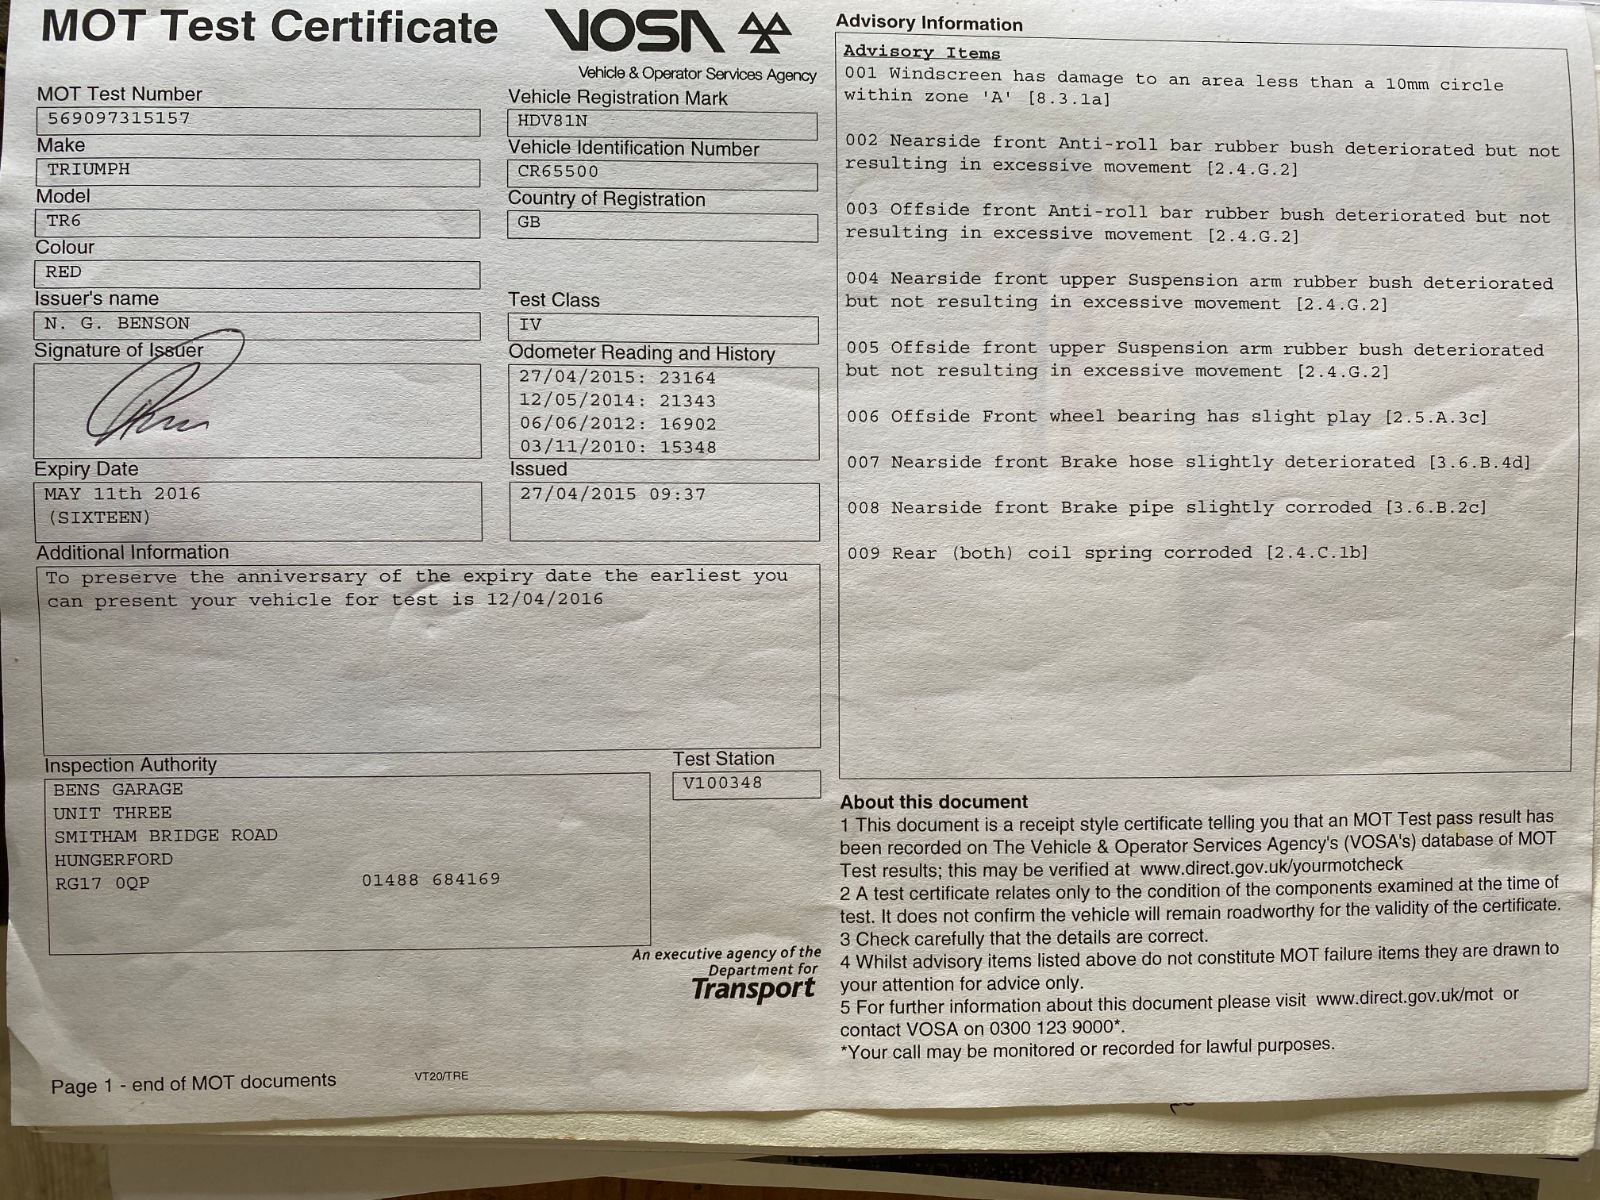 MOT Test Certificate
VOSA
Vehicle & Operator Services Agency
MOT Test Number
569097315157
Make
TRIUMPH
Model
TR6
Colour
RED
Issuer's name
N. G. BENSON
Signature of Issuer
Expiry Date
MAY 11th 2016
(SIXTEEN)
Vehicle Registration Mark
HDV81N
Vehicle Identification Number
CR65500
Country of Registration
GB
Test Class
IV
Odometer Reading and History
27/04/2015: 23164
12/05/2014: 21343
06/06/2012: 16902
03/11/2010: 15348
Issued
27/04/2015 09:37
Additional Information
To preserve the anniversary of the expiry date the earliest you
can present your vehicle for test is 12/04/2016
Inspection Authority
BENS GARAGE
UNIT THREE
SMITHAM BRIDGE ROAD
HUNGERFORD
RG17 0QP 01488 684169
Test Station
V100348
An executive agency of the
Department for
Transport
Page 1 - end of MOT documents
VT20/TRE
Advisory Information
Advisory Items
001 Windscreen has damage to an area less than a 10mm circle
within zone 'A' [8.3.1a]
002 Nearside front Anti-roll bar rubber bush deteriorated but not
resulting in excessive movement [2.4.G.2]
003 Offside front Anti-roll bar rubber bush deteriorated but not
resulting in excessive movement [2.4.G.2]
004 Nearside front upper Suspension arm rubber bush deteriorated
but not resulting in excessive movement [2.4.G.2]
005 Offside front upper Suspension arm rubber bush deteriorated
but not resulting in excessive movement [2.4.G.2]
006 Offside Front wheel bearing has slight play [2.5.A.3c]
007 Nearside front Brake hose slightly deteriorated [3.6.B.4d]
008 Nearside front Brake pipe slightly corroded [3.6.B.2c]
009 Rear (both) coil spring corroded [2.4.C.1b]
About this document
1 This document is a receipt style certificate telling you that an MOT Test pass result has
been recorded on The Vehicle & Operator Services Agency's (VOSA's) database of MOT
Test results; this may be verified at www.direct.gov.uk/yourmotcheck
2 A test certificate relates only to the condition of the components examined at the time of
test. It does not confirm the vehicle will remain roadworthy for the validity of the certificate.
3 Check carefully that the details are correct.
4 Whilst advisory items listed above do not constitute MOT failure items they are drawn to
your attention for advice only.
5 For further information about this document please visit www.direct.gov.uk/mot or
contact VOSA on 0300 123 9000*.
*Your call may be monitored or recorded for lawful purposes.